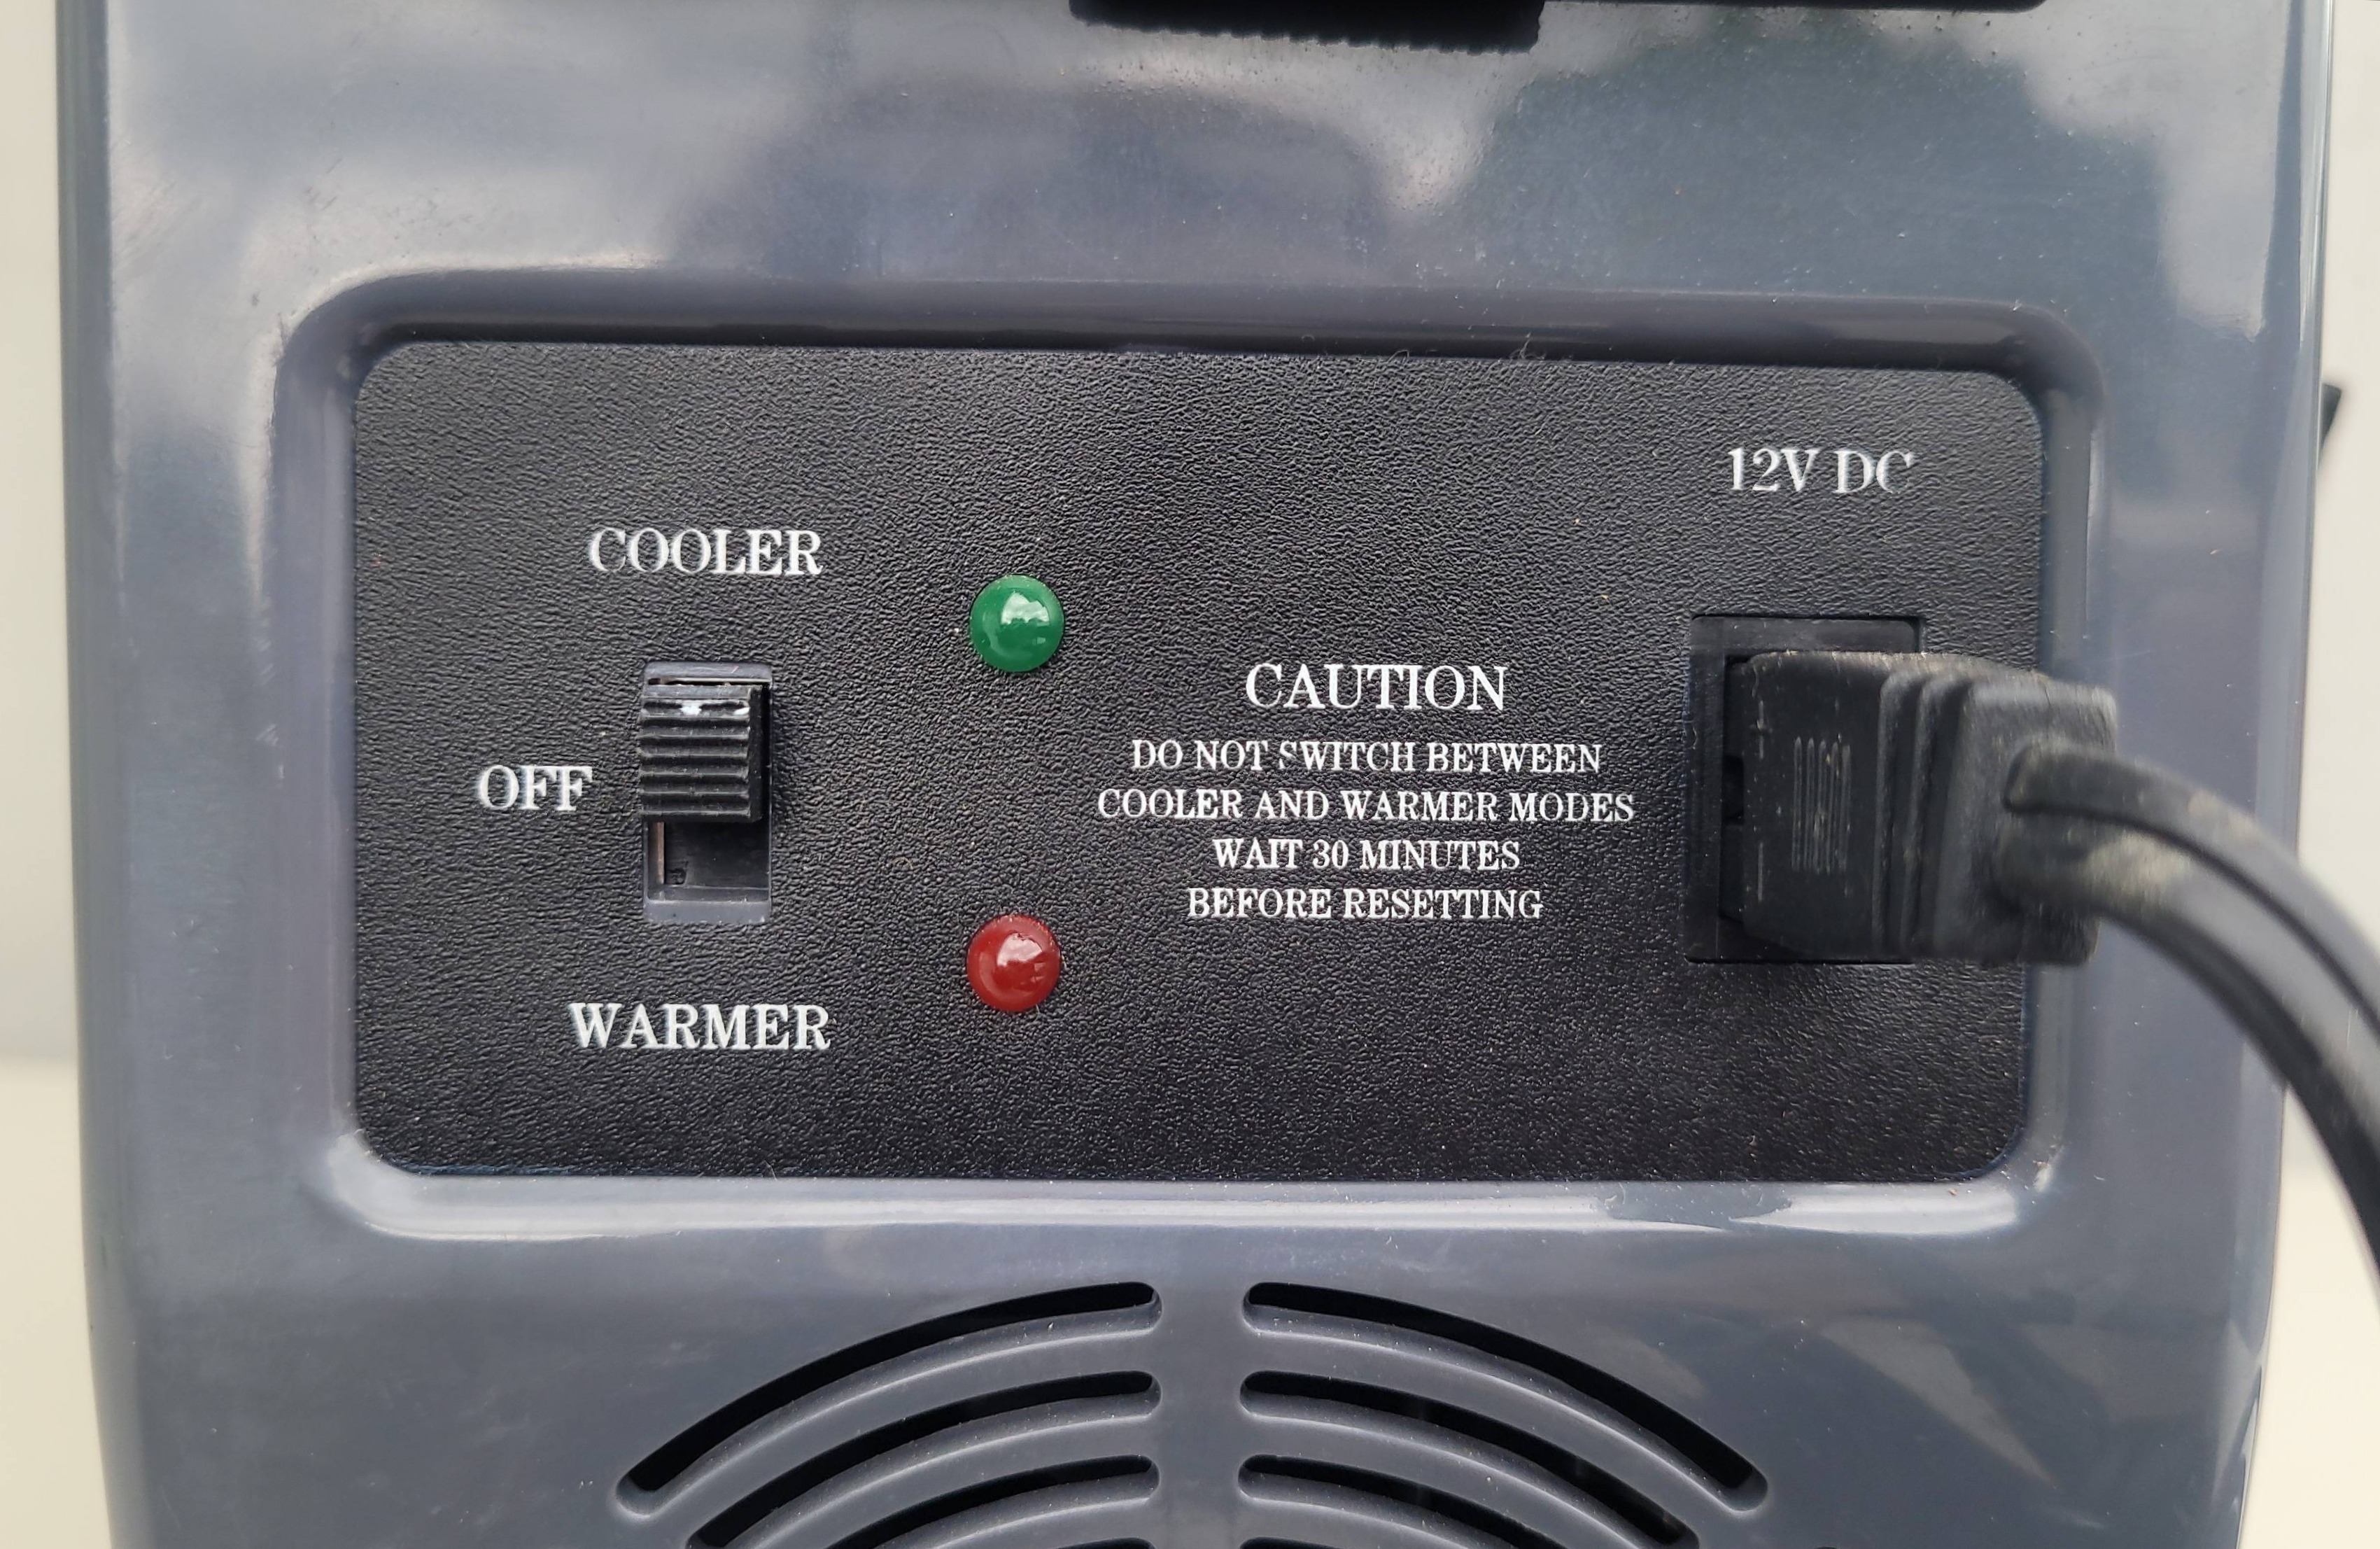 12V DC
COOLER
OFF
WARMER
CAUTION
DO NOT SWITCH BETWEEN
COOLER AND WARMER MODES
WAIT 30 MINUTES
BEFORE RESETTING